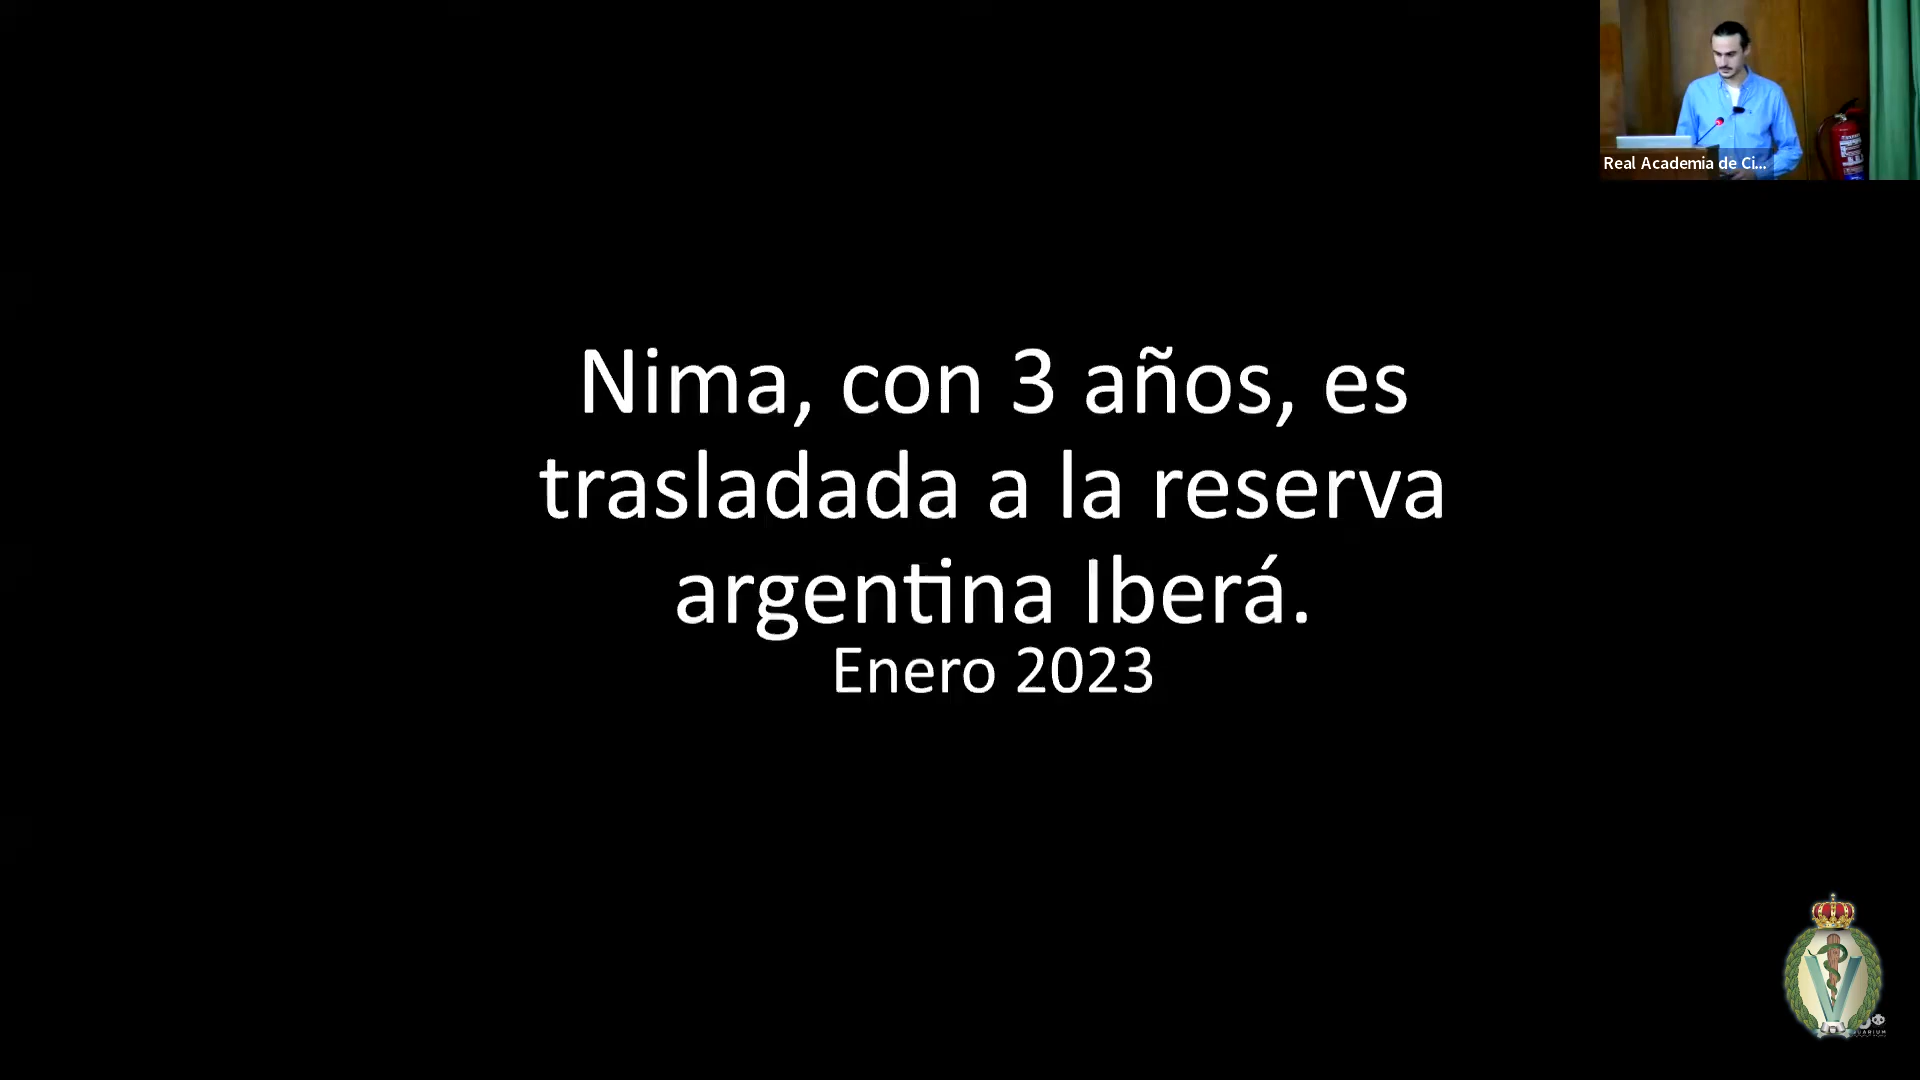 Real Academia de Ci...
Nima, con 3 años, es
trasladada a la reserva
argentina Iberá.
Enero 2023